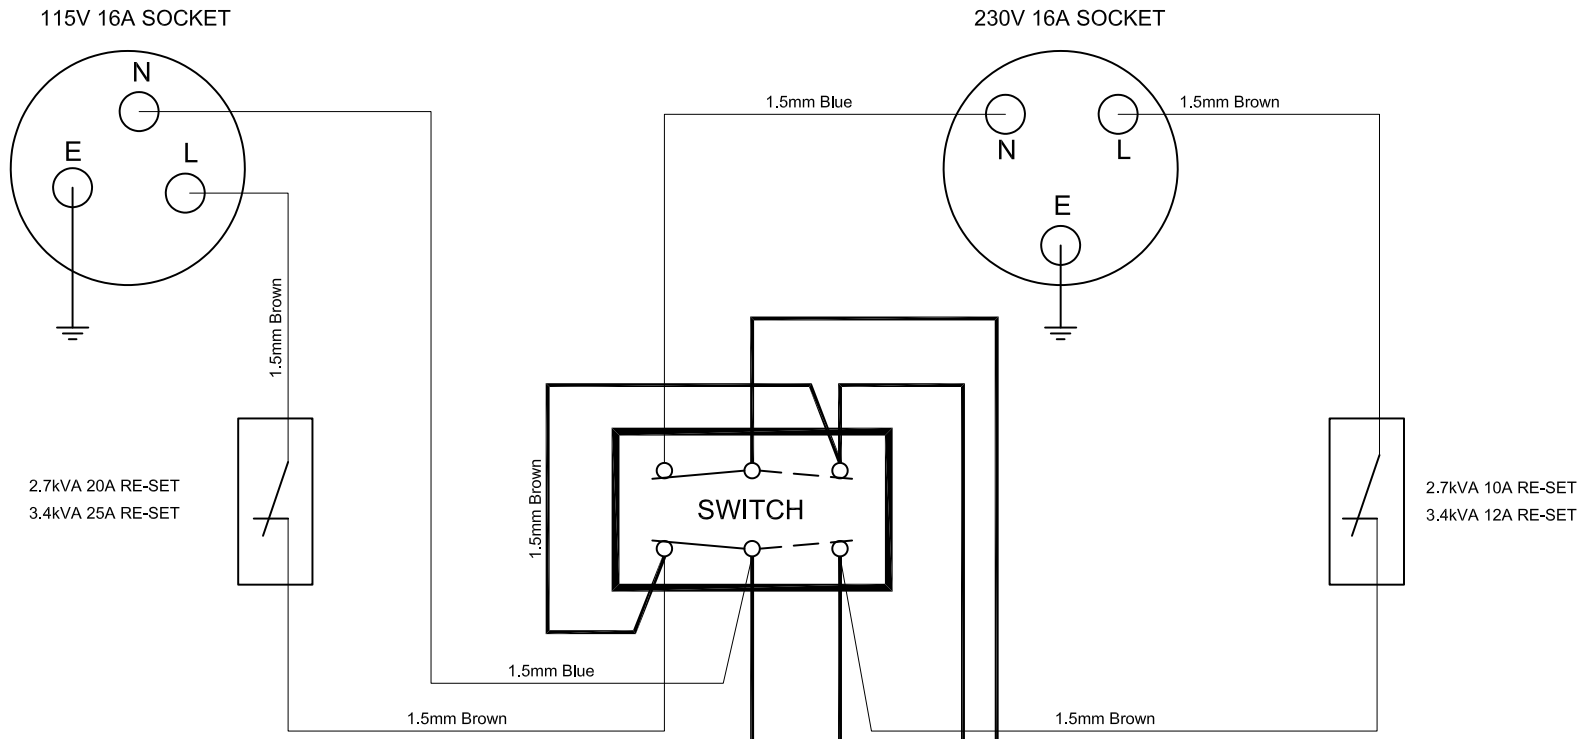 115V 16A SOCKET
230V 16A SOCKET
N
E
L
1.5mm Blue
1.5mm Brown
N
L
E
1.5mm Brown
1.5mm Brown
2.7kVA 20A RE-SET
3.4kVA 25A RE-SET
SWITCH
2.7kVA 10A RE-SET
3.4kVA 12A RE-SET
1.5mm Blue
1.5mm Brown
1.5mm Brown